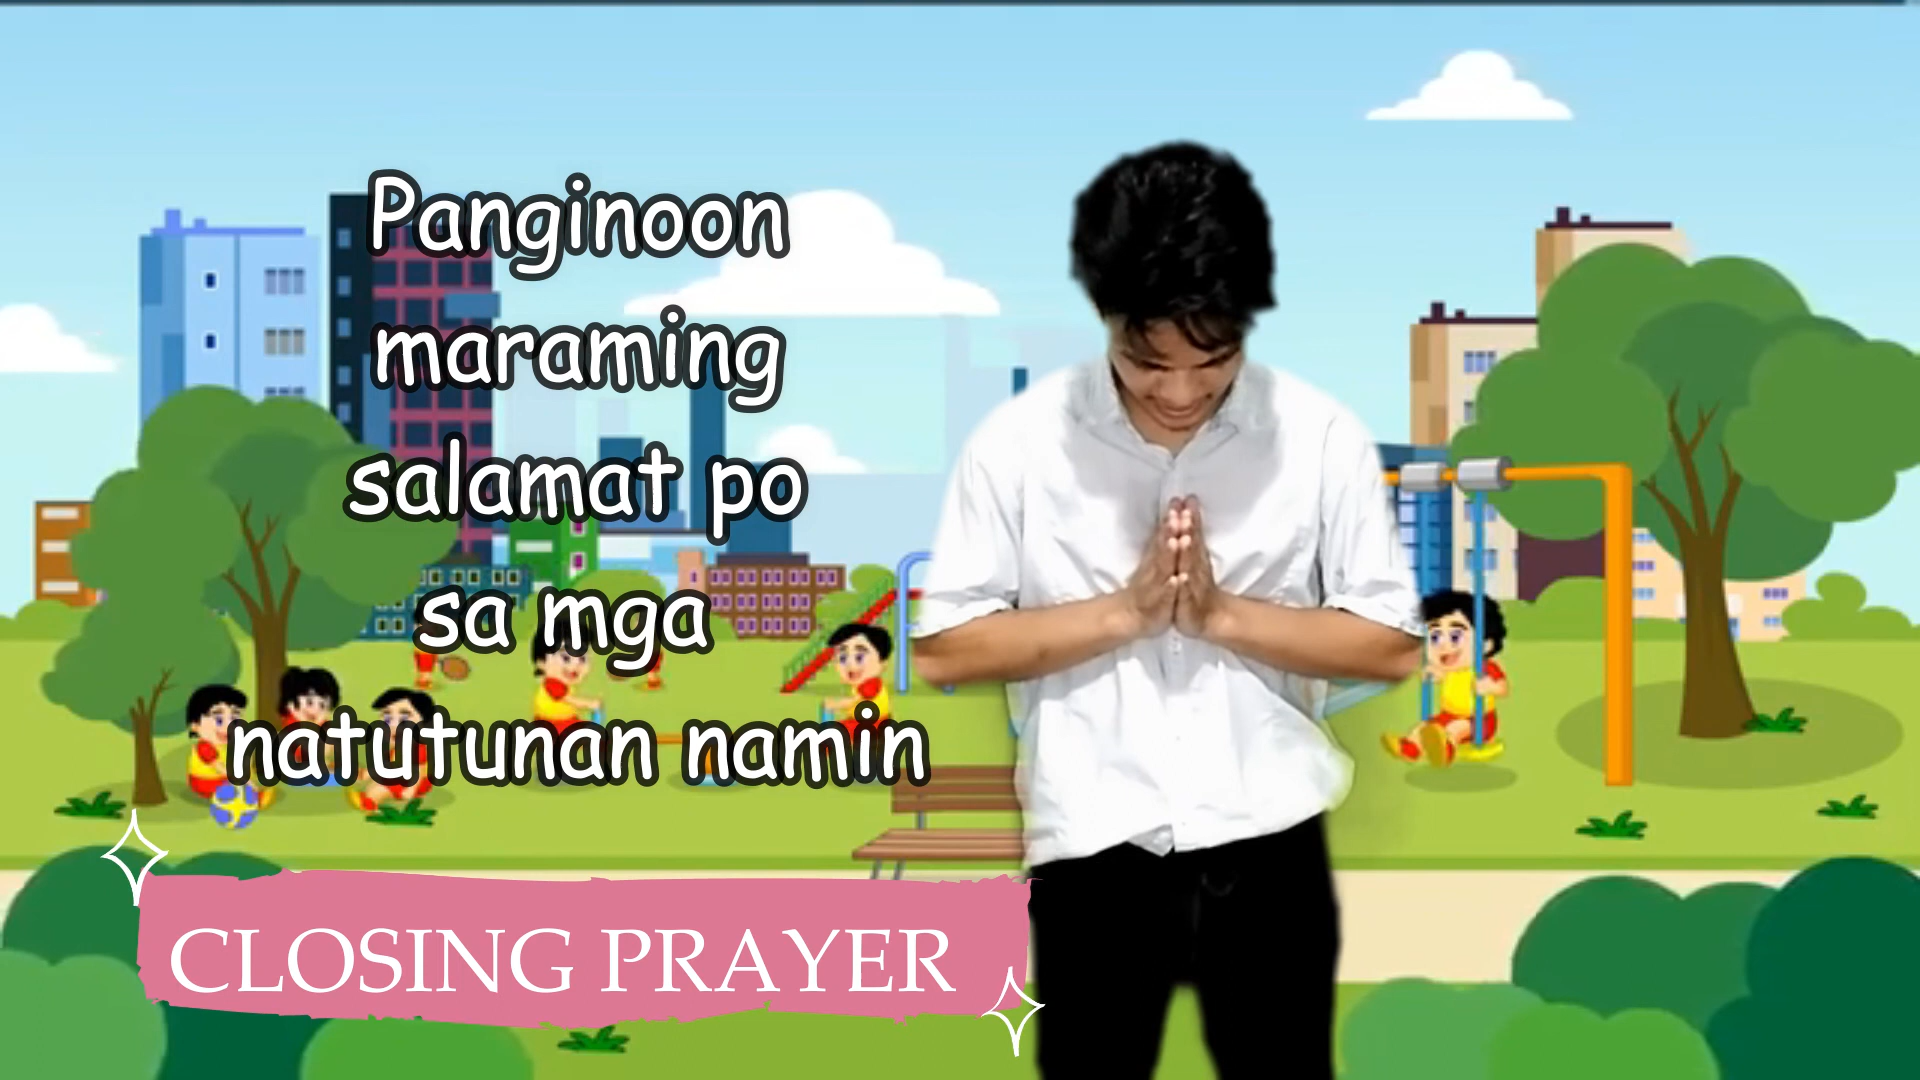 Panginoon
maraming
salamat po
sa mga
natutunan namin
CLOSING PRAYER